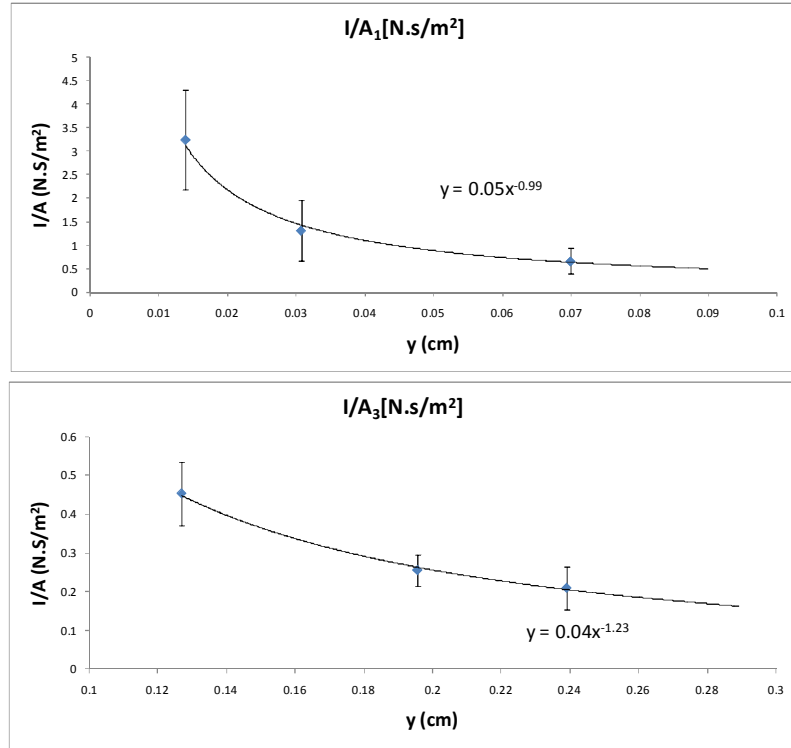 I/A₁[N.s/m²]
I/A (N.S/m²)
5
4.5
4
3.5
3
2.5
2
1.5
1
0.5
0
y = 0.05x⁻⁰·⁹⁹
0 0.01 0.02 0.03 0.04 0.05 0.06 0.07 0.08 0.09 0.1
y (cm)
I/A₃[N.s/m²]
I/A (N.S/m²)
0.6
0.5
0.4
0.3
0.2
0.1
0
y = 0.04x⁻¹·²³
0.1 0.12 0.14 0.16 0.18 0.2 0.22 0.24 0.26 0.28 0.3
y (cm)